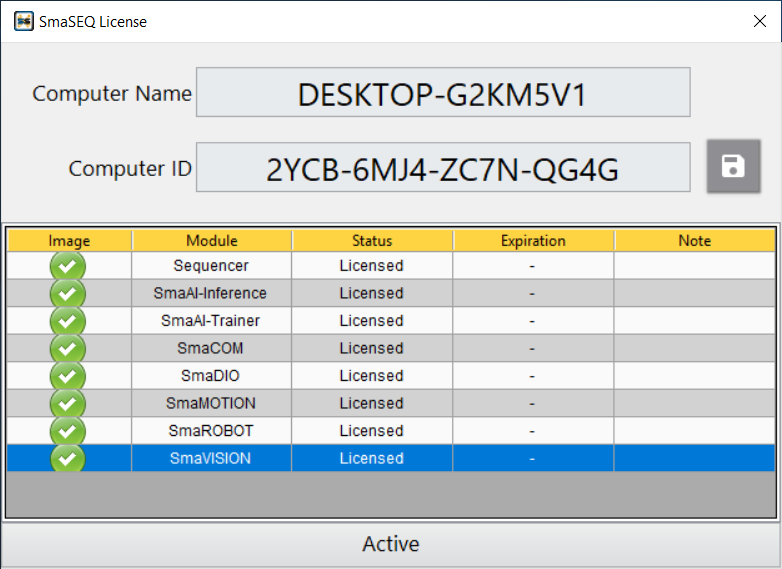 SmaSEQ License
Computer Name DESKTOP-G2KM5V1
Computer ID 2YCB-6MJ4-ZC7N-QG4G
Image Module Status Expiration Note
Sequencer Licensed -
SmaAI-Inference Licensed -
SmaAI-Trainer Licensed -
SmaCOM Licensed -
SmaDIO Licensed -
SmaMOTION Licensed -
SmaROBOT Licensed -
SmaVISION Licensed -
Active